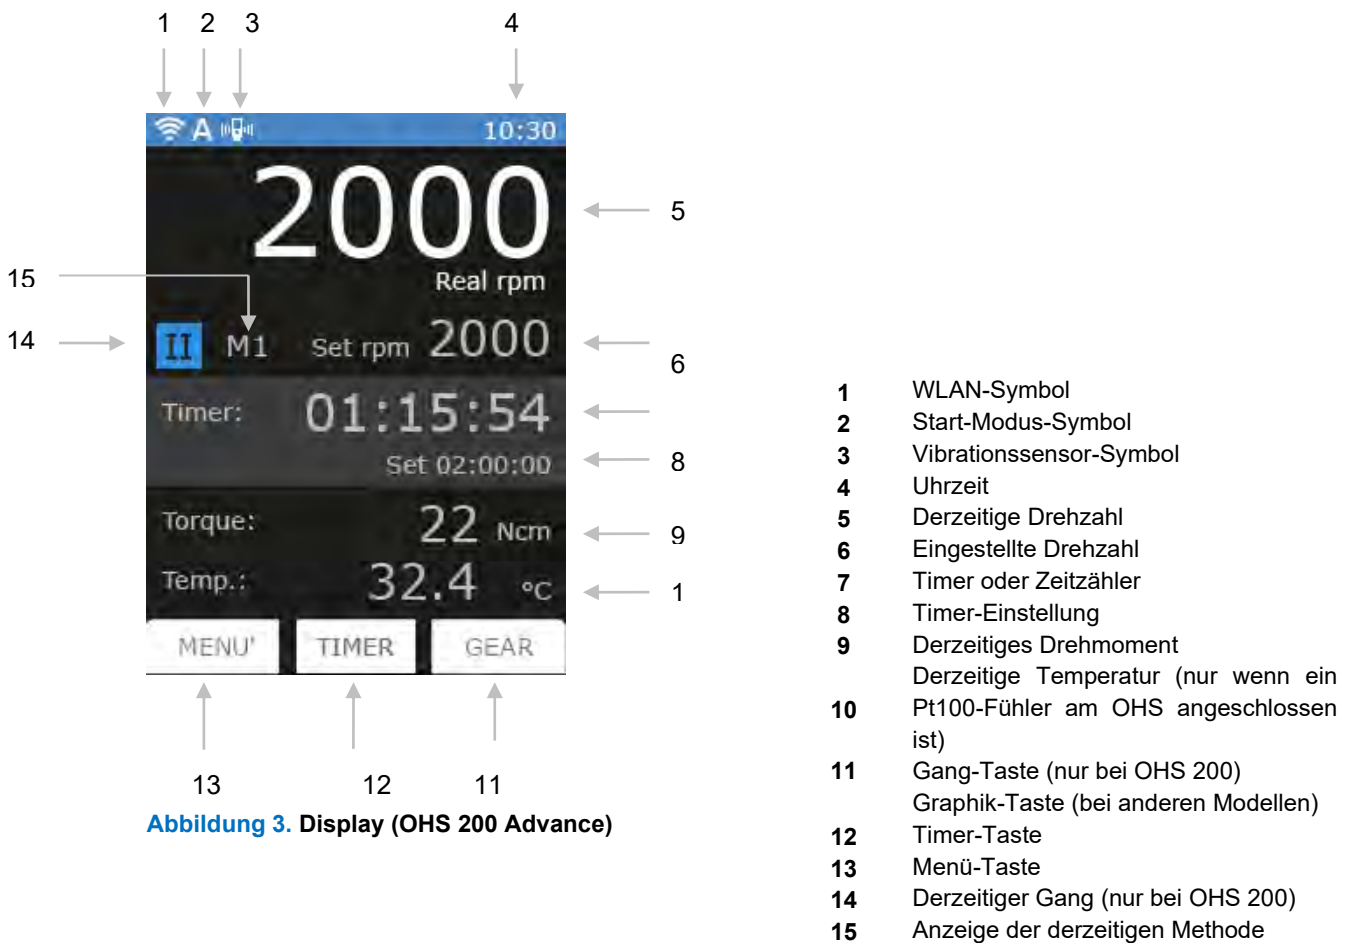 1 2 3 4
A 10:30
2000
5
Real rpm
15
14
II M1 Set rpm 2000
6
Timer: 01:15:54
Set 02:00:00
8
Torque: 22 Ncm
9
Temp.: 32.4 °C
1
MENU' TIMER GEAR
13 12 11
Abbildung 3. Display (OHS 200 Advance)
1 WLAN-Symbol
2 Start-Modus-Symbol
3 Vibrationssensor-Symbol
4 Uhrzeit
5 Derzeitige Drehzahl
6 Eingestellte Drehzahl
7 Timer oder Zeitzähler
8 Timer-Einstellung
9 Derzeitiges Drehmoment
Derzeitige Temperatur (nur wenn ein
10 Pt100-Fühler am OHS angeschlossen
ist)
11 Gang-Taste (nur bei OHS 200)
Graphik-Taste (bei anderen Modellen)
12 Timer-Taste
13 Menü-Taste
14 Derzeitiger Gang (nur bei OHS 200)
15 Anzeige der derzeitigen Methode